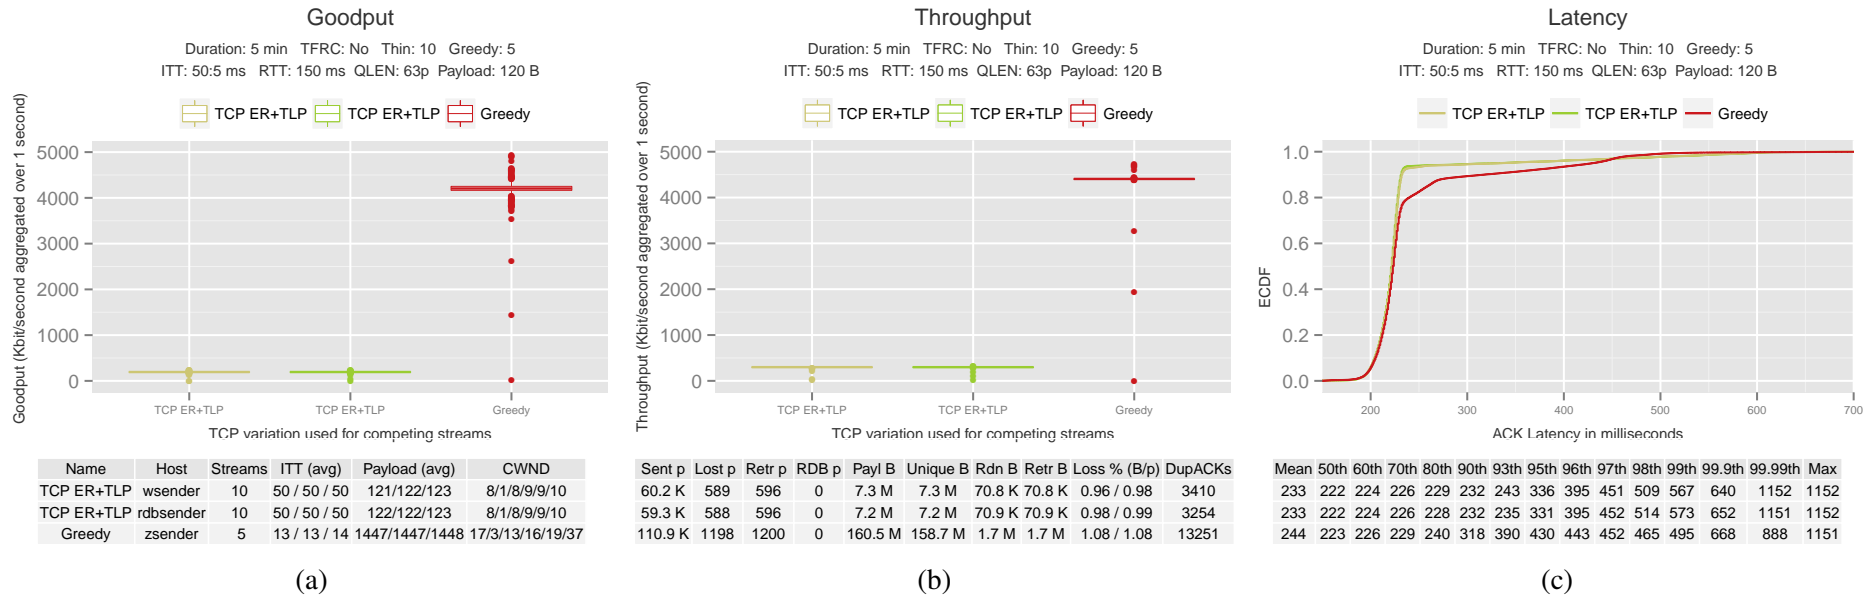 Goodput
Duration: 5 min TFRC: No Thin: 10 Greedy: 5
ITT: 50:5 ms RTT: 150 ms QLEN: 63p Payload: 120 B
TCP ER+TLP TCP ER+TLP Greedy
Goodput (Kbit/second aggregated over 1 second)
5000
4000
3000
2000
1000
0
TCP ER+TLP TCP ER+TLP Greedy
TCP variation used for competing streams
Name Host Streams ITT (avg) Payload (avg) CWND
TCP ER+TLP wsender 10 50 / 50 / 50 121/122/123 8/1/8/9/9/10
TCP ER+TLP rdbsender 10 50 / 50 / 50 122/122/123 8/1/8/9/9/10
Greedy zsender 5 13 / 13 / 14 1447/1447/1448 17/3/13/16/19/37
(a)
Throughput
Duration: 5 min TFRC: No Thin: 10 Greedy: 5
ITT: 50:5 ms RTT: 150 ms QLEN: 63p Payload: 120 B
TCP ER+TLP TCP ER+TLP Greedy
Throughput (Kbit/second aggregated over 1 second)
5000
4000
3000
2000
1000
0
TCP ER+TLP TCP ER+TLP Greedy
TCP variation used for competing streams
Sent p Lost p Retr p RDB p Payl B Unique B Rdn B Retr B Loss % (B/p) DupACKs
60.2 K 589 596 0 7.3 M 7.3 M 70.8 K 70.8 K 0.96 / 0.98 3410
59.3 K 588 596 0 7.2 M 7.2 M 70.9 K 70.9 K 0.98 / 0.99 3254
110.9 K 1198 1200 0 160.5 M 158.7 M 1.7 M 1.7 M 1.08 / 1.08 13251
(b)
Latency
Duration: 5 min TFRC: No Thin: 10 Greedy: 5
ITT: 50:5 ms RTT: 150 ms QLEN: 63p Payload: 120 B
TCP ER+TLP TCP ER+TLP Greedy
ECDF
1.0
0.8
0.6
0.4
0.2
0.0
200 300 400 500 600 700
ACK Latency in milliseconds
Mean 50th 60th 70th 80th 90th 93th 95th 96th 97th 98th 99th 99.9th 99.99th Max
233 222 224 226 229 232 243 336 395 451 509 567 640 1152 1152
233 222 224 226 228 232 235 331 395 452 514 573 652 1151 1152
244 223 226 229 240 318 390 430 443 452 465 495 668 888 1151
(c)